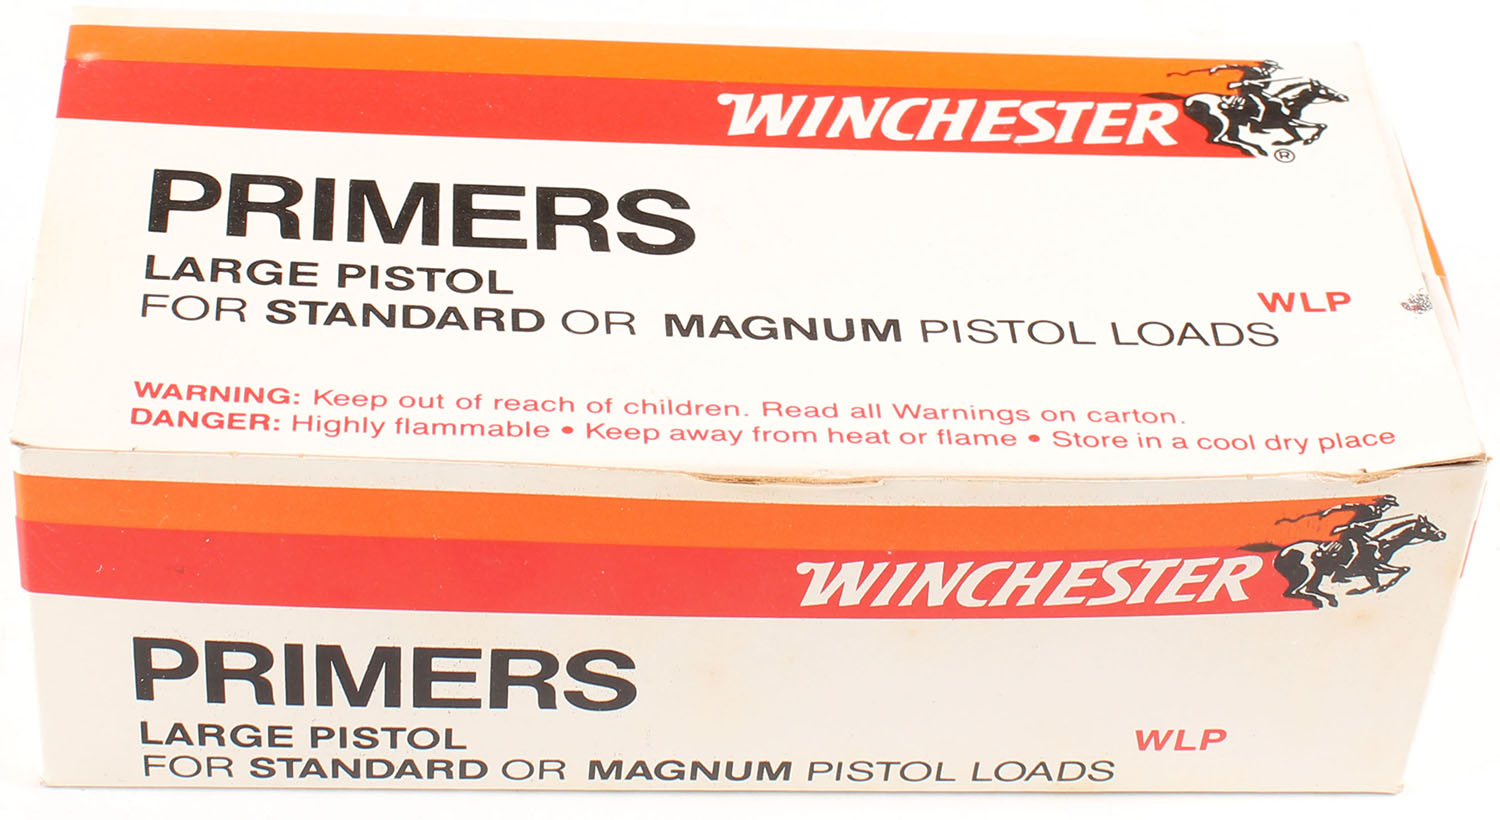 WINCHESTER
®
PRIMERS
LARGE PISTOL
WLP
FOR STANDARD OR MAGNUM PISTOL LOADS
WARNING: Keep out of reach of children. Read all Warnings on carton.
DANGER: Highly flammable • Keep away from heat or flame • Store in a cool dry place
WINCHESTER
PRIMERS
LARGE PISTOL
WLP
FOR STANDARD OR MAGNUM PISTOL LOADS